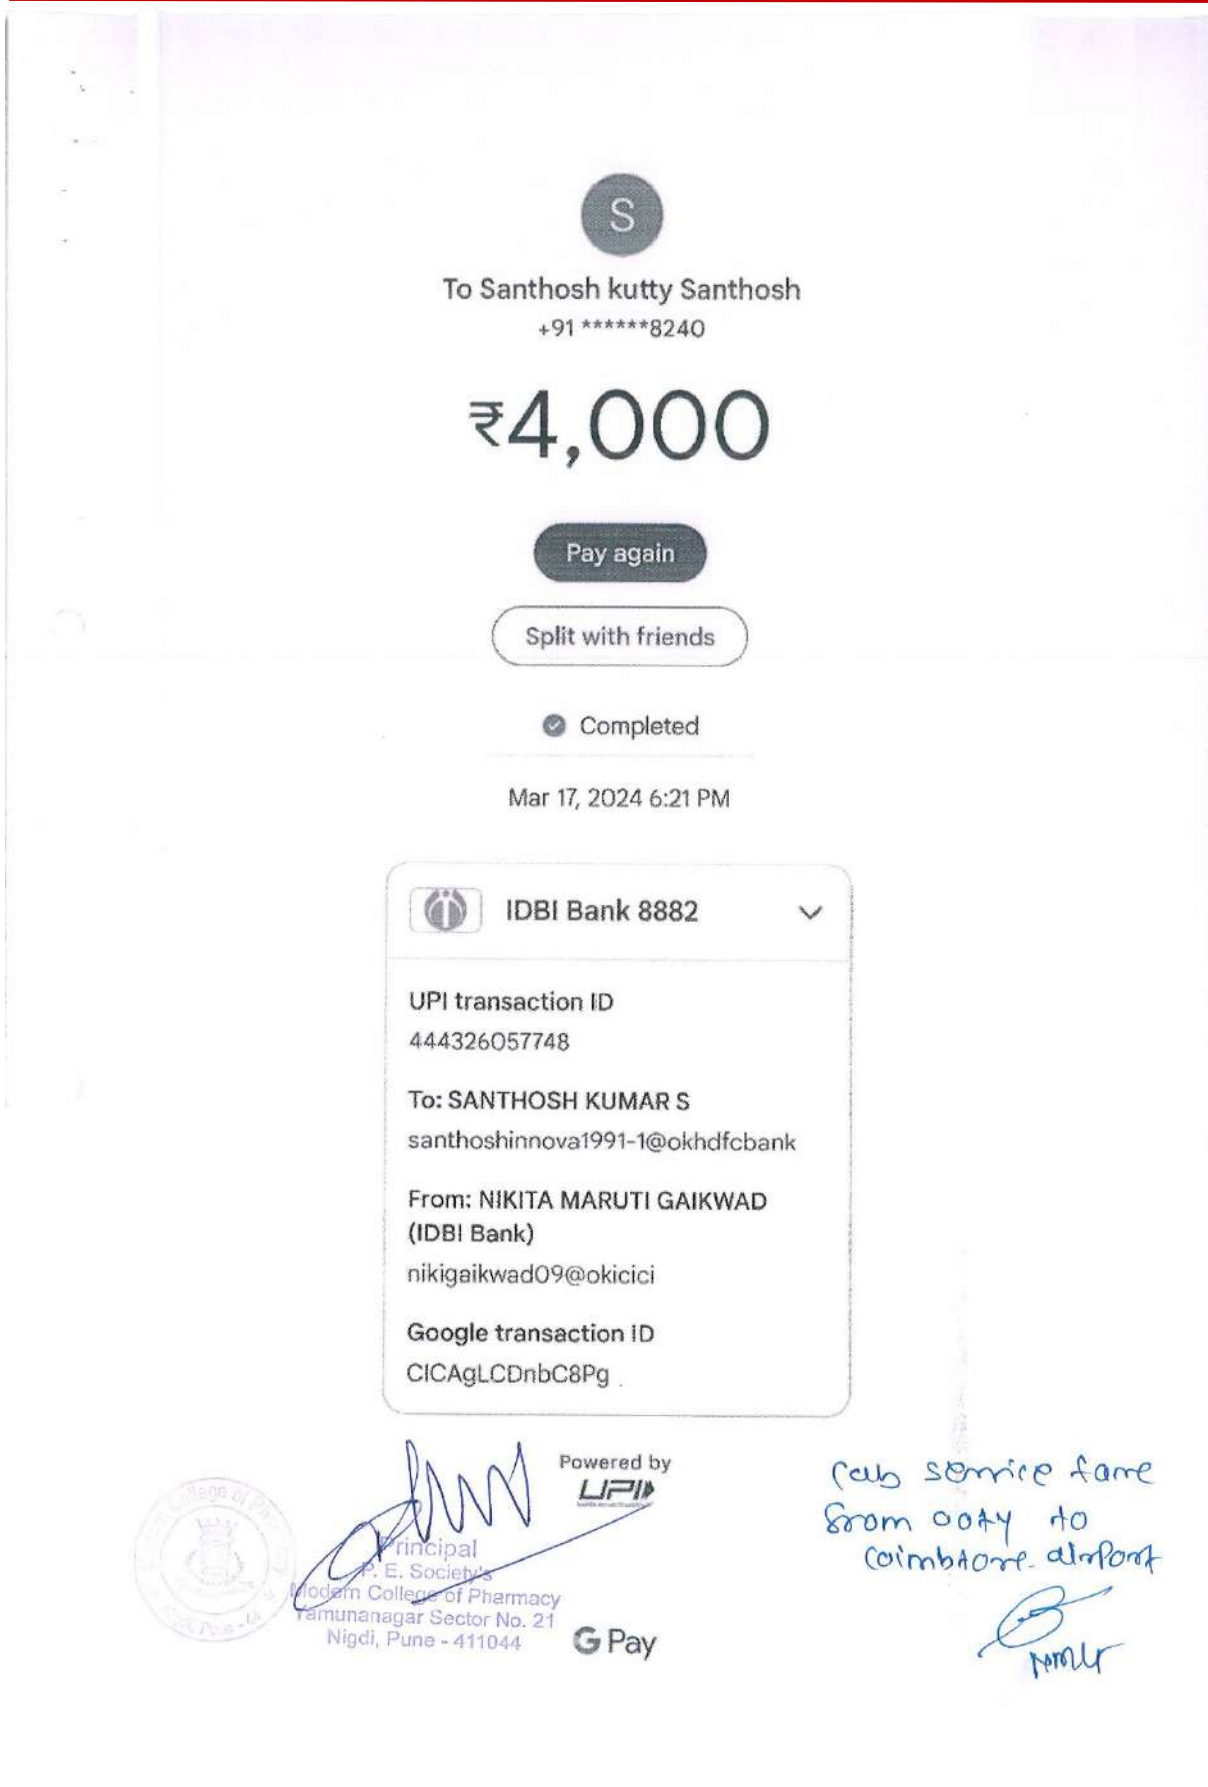 S
To Santhosh kutty Santhosh
+91 ******8240
₹4,000
Pay again
Split with friends
Completed
Mar 17, 2024 6:21 PM
IDBI Bank 8882
UPI transaction ID
444326057748
To: SANTHOSH KUMAR S
santhoshinnova1991-1@okhdfcbank
From: NIKITA MARUTI GAIKWAD
(IDBI Bank)
nikigaikwad09@okicici
Google transaction ID
CICAgLCDnbC8Pg
Powered by
UPI
Principal
P. E. Society's
Modern College of Pharmacy
Yamunanagar Sector No. 21
Nigdi, Pune - 411044
G Pay
cab service fare
from ooty to
coimbtore airport